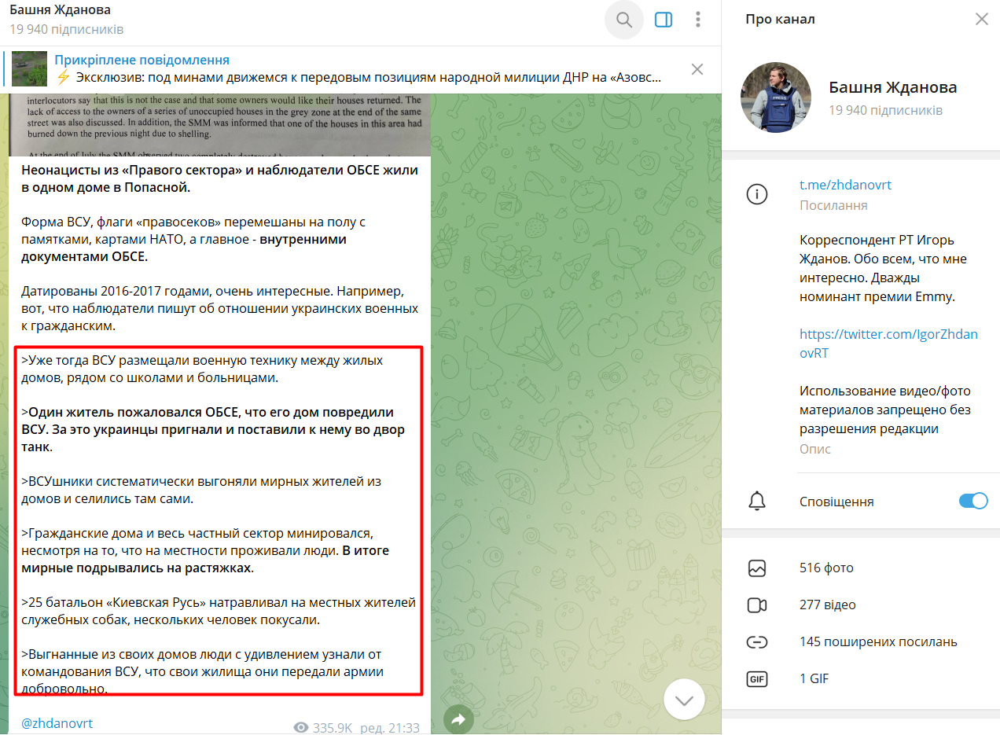 Башня Жданова
19 940 підписників
Прикріплене повідомлення
⚡ Эксклюзив: под минами движемся к передовым позициям народной милиции ДНР на «Азовс...
interlocutors say that this is not the case and that some owners would like their houses returned. The
lack of access to the owners of a series of unoccupied houses in the grey zone at the end of the same
street was also discussed. In addition, the SMM was informed that one of the houses in this area had
burned down the previous night due to shelling.
At the end of July the SMM observed two completely destroyed
Неонацисты из «Правого сектора» и наблюдатели ОБСЕ жили
в одном доме в Попасной.
Форма ВСУ, флаги «правосеков» перемешаны на полу с
памятками, картами НАТО, а главное - внутренними
документами ОБСЕ.
Датированы 2016-2017 годами, очень интересные. Например,
вот, что наблюдатели пишут об отношении украинских военных
к гражданским.
>Уже тогда ВСУ размещали военную технику между жилых
домов, рядом со школами и больницами.
>Один житель пожаловался ОБСЕ, что его дом повредили
ВСУ. За это украинцы пригнали и поставили к нему во двор
танк.
>ВСУшники систематически выгоняли мирных жителей из
домов и селились там сами.
>Гражданские дома и весь частный сектор минировался,
несмотря на то, что на местности проживали люди. В итоге
мирные подрывались на растяжках.
>25 батальон «Киевская Русь» натравливал на местных жителей
служебных собак, нескольких человек покусали.
>Выгнанные из своих домов люди с удивлением узнали от
командования ВСУ, что свои жилища они передали армии
добровольно.
@zhdanovrt
335.9K ред. 21:33
Про канал
PRESS
Башня Жданова
19 940 підписників
t.me/zhdanovrt
Посилання
Корреспондент РТ Игорь
Жданов. Обо всем, что мне
интересно. Дважды
номинант премии Emmy.
https://twitter.com/IgorZhdan
ovRT
Использование видео/фото
материалов запрещено без
разрешения редакции
Опис
Сповіщення
516 фото
277 відео
145 поширених посилань
GIF
1 GIF